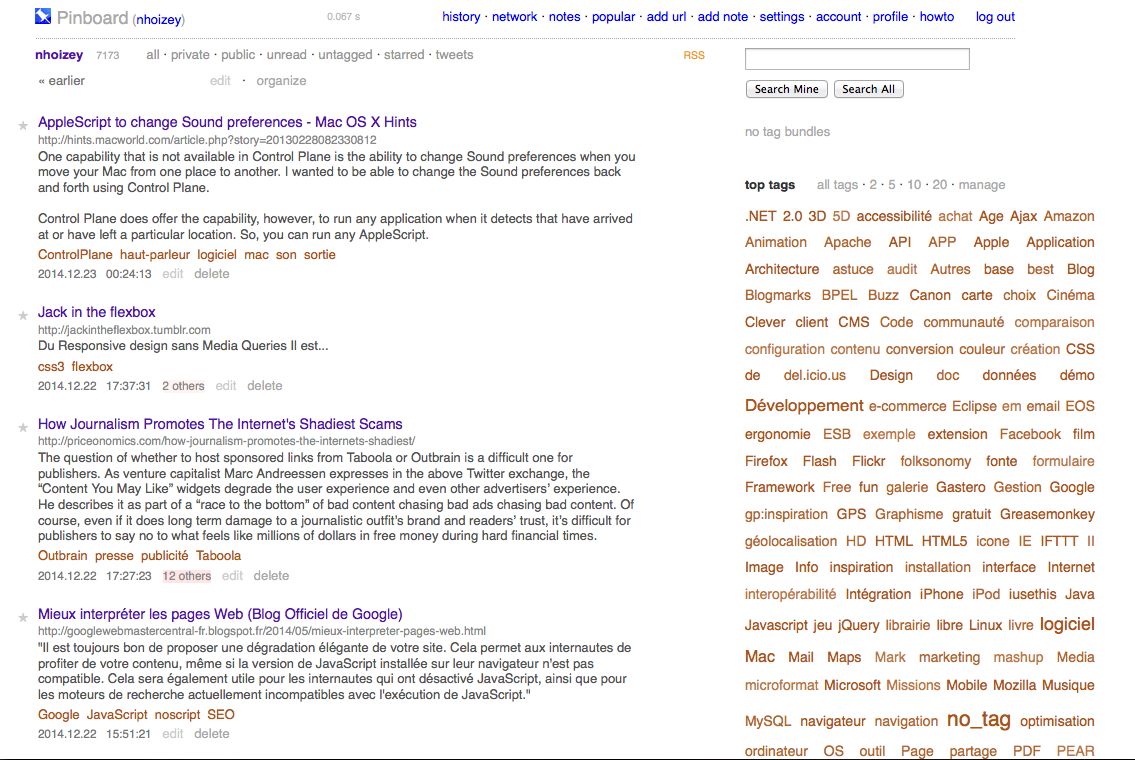 Pinboard (nhoizey)
0.067 s
history · network · notes · popular · add url · add note · settings · account · profile · howto
log out
nhoizey 7173 all · private · public · unread · untagged · starred · tweets
RSS
« earlier edit · organize
AppleScript to change Sound preferences - Mac OS X Hints
http://hints.macworld.com/article.php?story=20130228082330812
One capability that is not available in Control Plane is the ability to change Sound preferences when you
move your Mac from one place to another. I wanted to be able to change the Sound preferences back
and forth using Control Plane.
Control Plane does offer the capability, however, to run any application when it detects that have arrived
at or have left a particular location. So, you can run any AppleScript.
ControlPlane haut-parleur logiciel mac son sortie
2014.12.23 00:24:13 edit delete
Jack in the flexbox
http://jackintheflexbox.tumblr.com
Du Responsive design sans Media Queries Il est...
css3 flexbox
2014.12.22 17:37:31 2 others edit delete
How Journalism Promotes The Internet's Shadiest Scams
http://priceonomics.com/how-journalism-promotes-the-internets-shadiest/
The question of whether to host sponsored links from Taboola or Outbrain is a difficult one for
publishers. As venture capitalist Marc Andreessen expresses in the above Twitter exchange, the
“Content You May Like” widgets degrade the user experience and even other advertisers’ experience.
He describes it as part of a “race to the bottom” of bad content chasing bad ads chasing bad content. Of
course, even if it does long term damage to a journalistic outfit’s brand and readers’ trust, it’s difficult for
publishers to say no to what feels like millions of dollars in free money during hard financial times.
Outbrain presse publicité Taboola
2014.12.22 17:27:23 12 others edit delete
Mieux interpréter les pages Web (Blog Officiel de Google)
http://googlewebmastercentral-fr.blogspot.fr/2014/05/mieux-interpreter-pages-web.html
"Il est toujours bon de proposer une dégradation élégante de votre site. Cela permet aux internautes de
profiter de votre contenu, même si la version de JavaScript installée sur leur navigateur n'est pas
compatible. Cela sera également utile pour les internautes qui ont désactivé JavaScript, ainsi que pour
les moteurs de recherche actuellement incompatibles avec l'exécution de JavaScript."
Google JavaScript noscript SEO
2014.12.22 15:51:21 edit delete
Search Mine Search All
no tag bundles
top tags all tags · 2 · 5 · 10 · 20 · manage
.NET 2.0 3D 5D accessibilité achat Age Ajax Amazon
Animation Apache API APP Apple Application
Architecture astuce audit Autres base best Blog
Blogmarks BPEL Buzz Canon carte choix Cinéma
Clever client CMS Code communauté comparaison
configuration contenu conversion couleur création CSS
de del.icio.us Design doc données démo
Développement e-commerce Eclipse em email EOS
ergonomie ESB exemple extension Facebook film
Firefox Flash Flickr folksonomy fonte formulaire
Framework Free fun galerie Gastero Gestion Google
gp:inspiration GPS Graphisme gratuit Greasemonkey
géolocalisation HD HTML HTML5 icone IE IFTTT II
Image Info inspiration installation interface Internet
interopérabilité Intégration iPhone iPod iusethis Java
Javascript jeu jQuery librairie libre Linux livre logiciel
Mac Mail Maps Mark marketing mashup Media
microformat Microsoft Missions Mobile Mozilla Musique
MySQL navigateur navigation no_tag optimisation
ordinateur OS outil Page partage PDF PEAR